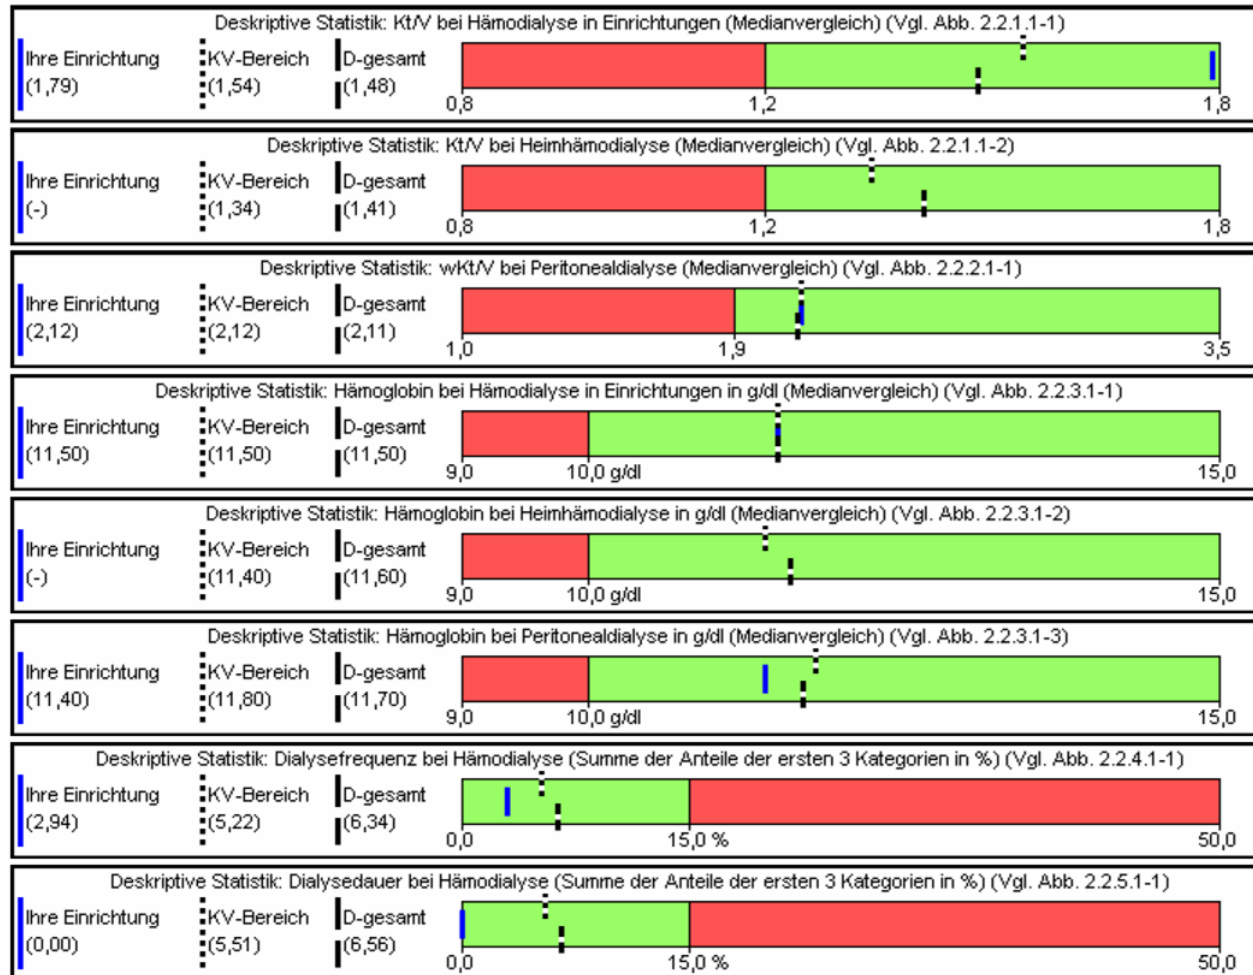 Deskriptive Statistik: Kt/V bei Hämodialyse in Einrichtungen (Medianvergleich) (Vgl. Abb. 2.2.1.1-1)
Ihre Einrichtung KV-Bereich D-gesamt
(1,79) (1,54) (1,48)
0,8 1,2 1,8
Deskriptive Statistik: Kt/V bei Heimhämodialyse (Medianvergleich) (Vgl. Abb. 2.2.1.1-2)
Ihre Einrichtung KV-Bereich D-gesamt
(-) (1,34) (1,41)
0,8 1,2 1,8
Deskriptive Statistik: wKt/V bei Peritonealdialyse (Medianvergleich) (Vgl. Abb. 2.2.2.1-1)
Ihre Einrichtung KV-Bereich D-gesamt
(2,12) (2,12) (2,11)
1,0 1,9 3,5
Deskriptive Statistik: Hämoglobin bei Hämodialyse in Einrichtungen in g/dl (Medianvergleich) (Vgl. Abb. 2.2.3.1-1)
Ihre Einrichtung KV-Bereich D-gesamt
(11,50) (11,50) (11,50)
9,0 10,0 g/dl 15,0
Deskriptive Statistik: Hämoglobin bei Heimhämodialyse in g/dl (Medianvergleich) (Vgl. Abb. 2.2.3.1-2)
Ihre Einrichtung KV-Bereich D-gesamt
(-) (11,40) (11,60)
9,0 10,0 g/dl 15,0
Deskriptive Statistik: Hämoglobin bei Peritonealdialyse in g/dl (Medianvergleich) (Vgl. Abb. 2.2.3.1-3)
Ihre Einrichtung KV-Bereich D-gesamt
(11,40) (11,80) (11,70)
9,0 10,0 g/dl 15,0
Deskriptive Statistik: Dialysefrequenz bei Hämodialyse (Summe der Anteile der ersten 3 Kategorien in %) (Vgl. Abb. 2.2.4.1-1)
Ihre Einrichtung KV-Bereich D-gesamt
(2,94) (5,22) (6,34)
0,0 15,0 % 50,0
Deskriptive Statistik: Dialysedauer bei Hämodialyse (Summe der Anteile der ersten 3 Kategorien in %) (Vgl. Abb. 2.2.5.1-1)
Ihre Einrichtung KV-Bereich D-gesamt
(0,00) (5,51) (6,56)
0,0 15,0 % 50,0